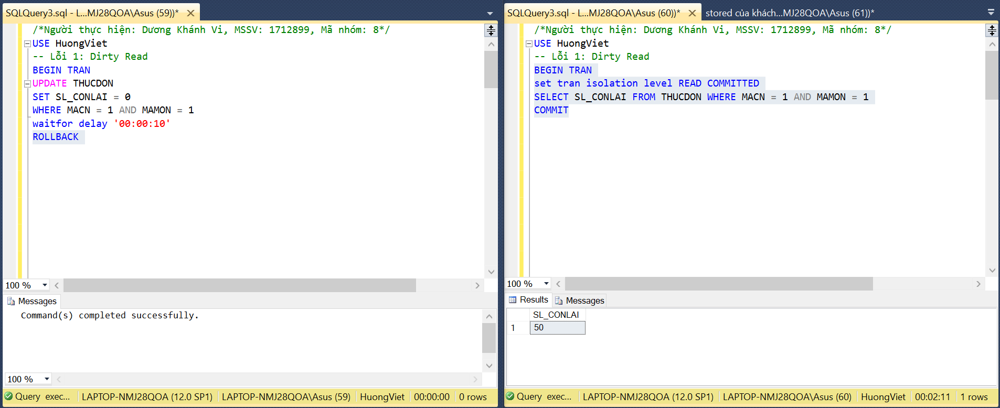 SQLQuery3.sql - L...MJ28QOA\Asus (59))*
/*Người thực hiện: Dương Khánh Vi, MSSV: 1712899, Mã nhóm: 8*/
USE HuongViet
-- Lỗi 1: Dirty Read
BEGIN TRAN
UPDATE THUCDON
SET SL_CONLAI = 0
WHERE MACN = 1 AND MAMON = 1
waitfor delay '00:00:10'
ROLLBACK
100 %
Messages
Command(s) completed successfully.
100 %
Query exec... LAPTOP-NMJ28QOA (12.0 SP1) LAPTOP-NMJ28QOA\Asus (59) HuongViet 00:00:00 0 rows
SQLQuery3.sql - L...MJ28QOA\Asus (60))* stored của khách...MJ28QOA\Asus (61))*
/*Người thực hiện: Dương Khánh Vi, MSSV: 1712899, Mã nhóm: 8*/
USE HuongViet
-- Lỗi 1: Dirty Read
BEGIN TRAN
set tran isolation level READ COMMITTED
SELECT SL_CONLAI FROM THUCDON WHERE MACN = 1 AND MAMON = 1
COMMIT
100 %
Results Messages
SL_CONLAI
1 50
Query exec... LAPTOP-NMJ28QOA (12.0 SP1) LAPTOP-NMJ28QOA\Asus (60) HuongViet 00:02:11 1 rows